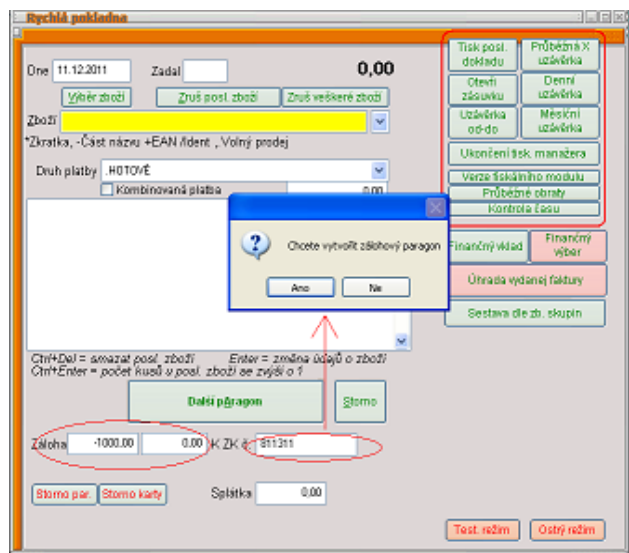 Rychlá pokladna
Dne 11.12.2011 Zadal 0,00
Výběr zboží Zruš posl. zboží Zruš veškeré zboží
Zboží
*Zkratka, -Část názvu +EAN /Ident ., Volný prodej
Druh platby .HOTOVĚ
Kombinovaná platba 0,00
Tisk posl. dokladu
Průběžná X uzávěrka
Otevři zásuvku
Denní uzávěrka
Uzávěrka od-do
Měsíční uzávěrka
Ukončení tisk. manažera
Verze fiskálního modulu
Průběžné obraty
Kontrola času
Chcete vytvořit zálohový paragon
Ano Ne
Finančný vklad
Finančný výber
Úhrada vydanej faktury
Sestava dle zb. skupin
Ctrl+Del = smazat posl. zboží Enter = změna údajů o zboží
Ctrl+Enter = počet kusů u posl. zboží se zvýší o 1
Další pAragon Storno
Záloha -1000.00 0.00 K ZK č. 811311
Storno par. Storno karty Splátka 0,00
Test. režim Ostrý režim